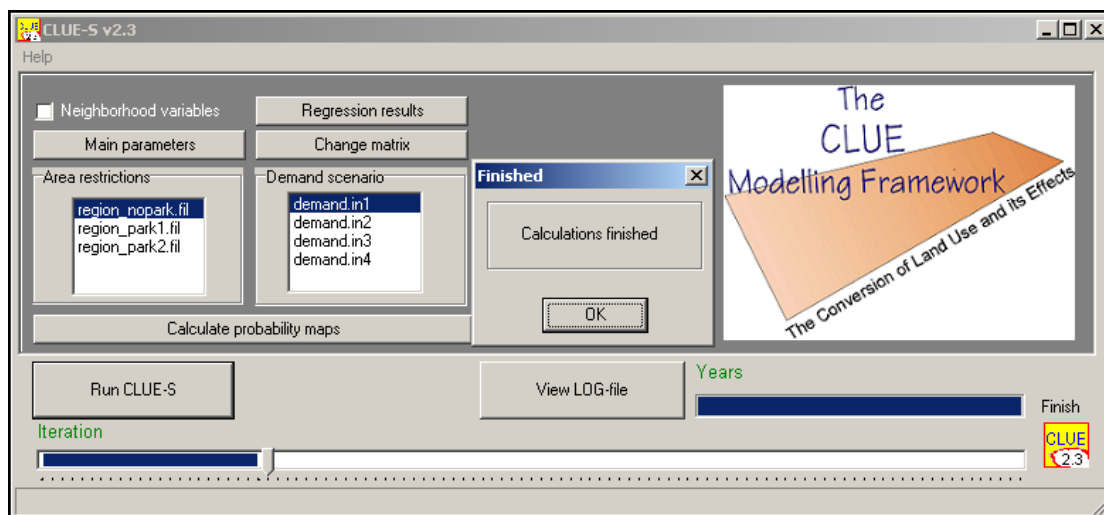 CLUE-S v2.3
Help
Neighborhood variables
Regression results
Main parameters
Change matrix
Area restrictions
region_nopark.fil
region_park1.fil
region_park2.fil
Demand scenario
demand.in1
demand.in2
demand.in3
demand.in4
Calculate probability maps
Finished
Calculations finished
OK
The
CLUE
Modelling Framework
The Conversion of Land Use and its Effects
Run CLUE-S
View LOG-file
Years
Finish
Iteration
CLUE
2.3